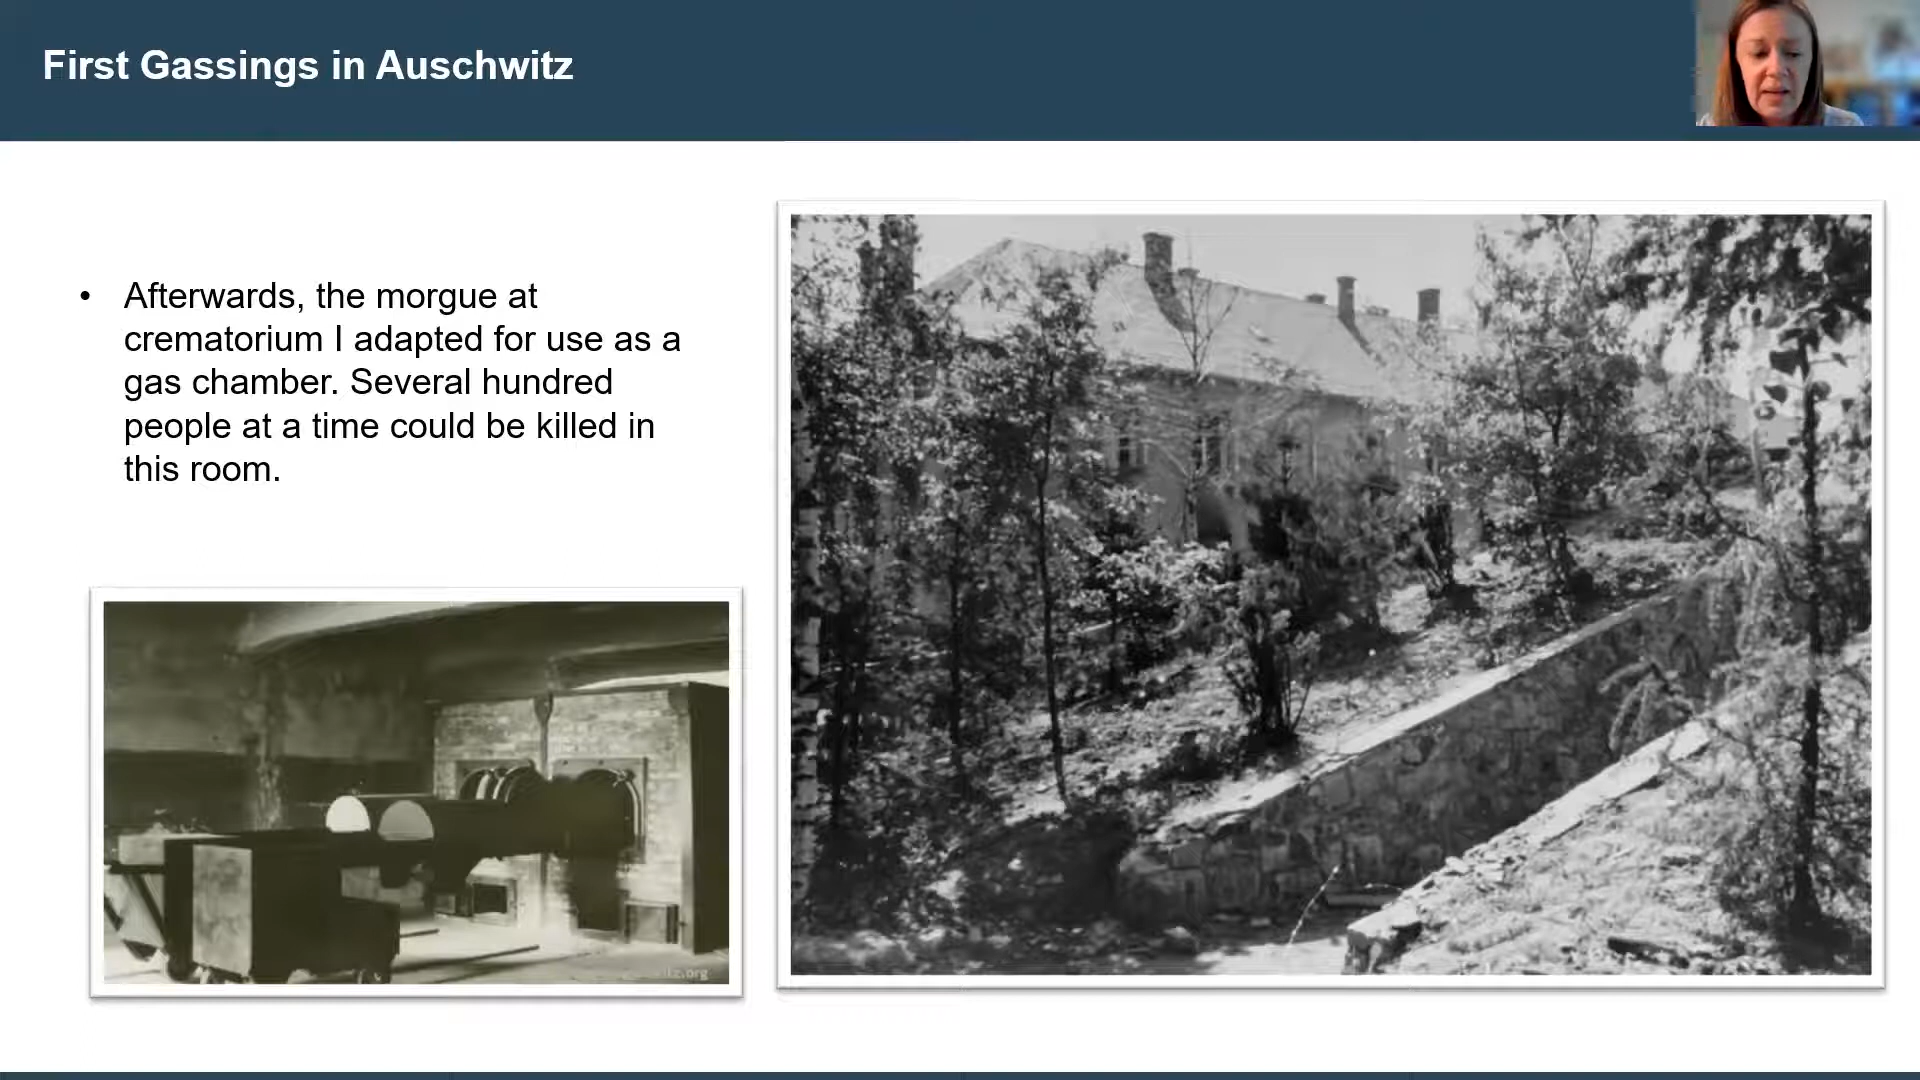 First Gassings in Auschwitz
• Afterwards, the morgue at
crematorium I adapted for use as a
gas chamber. Several hundred
people at a time could be killed in
this room.